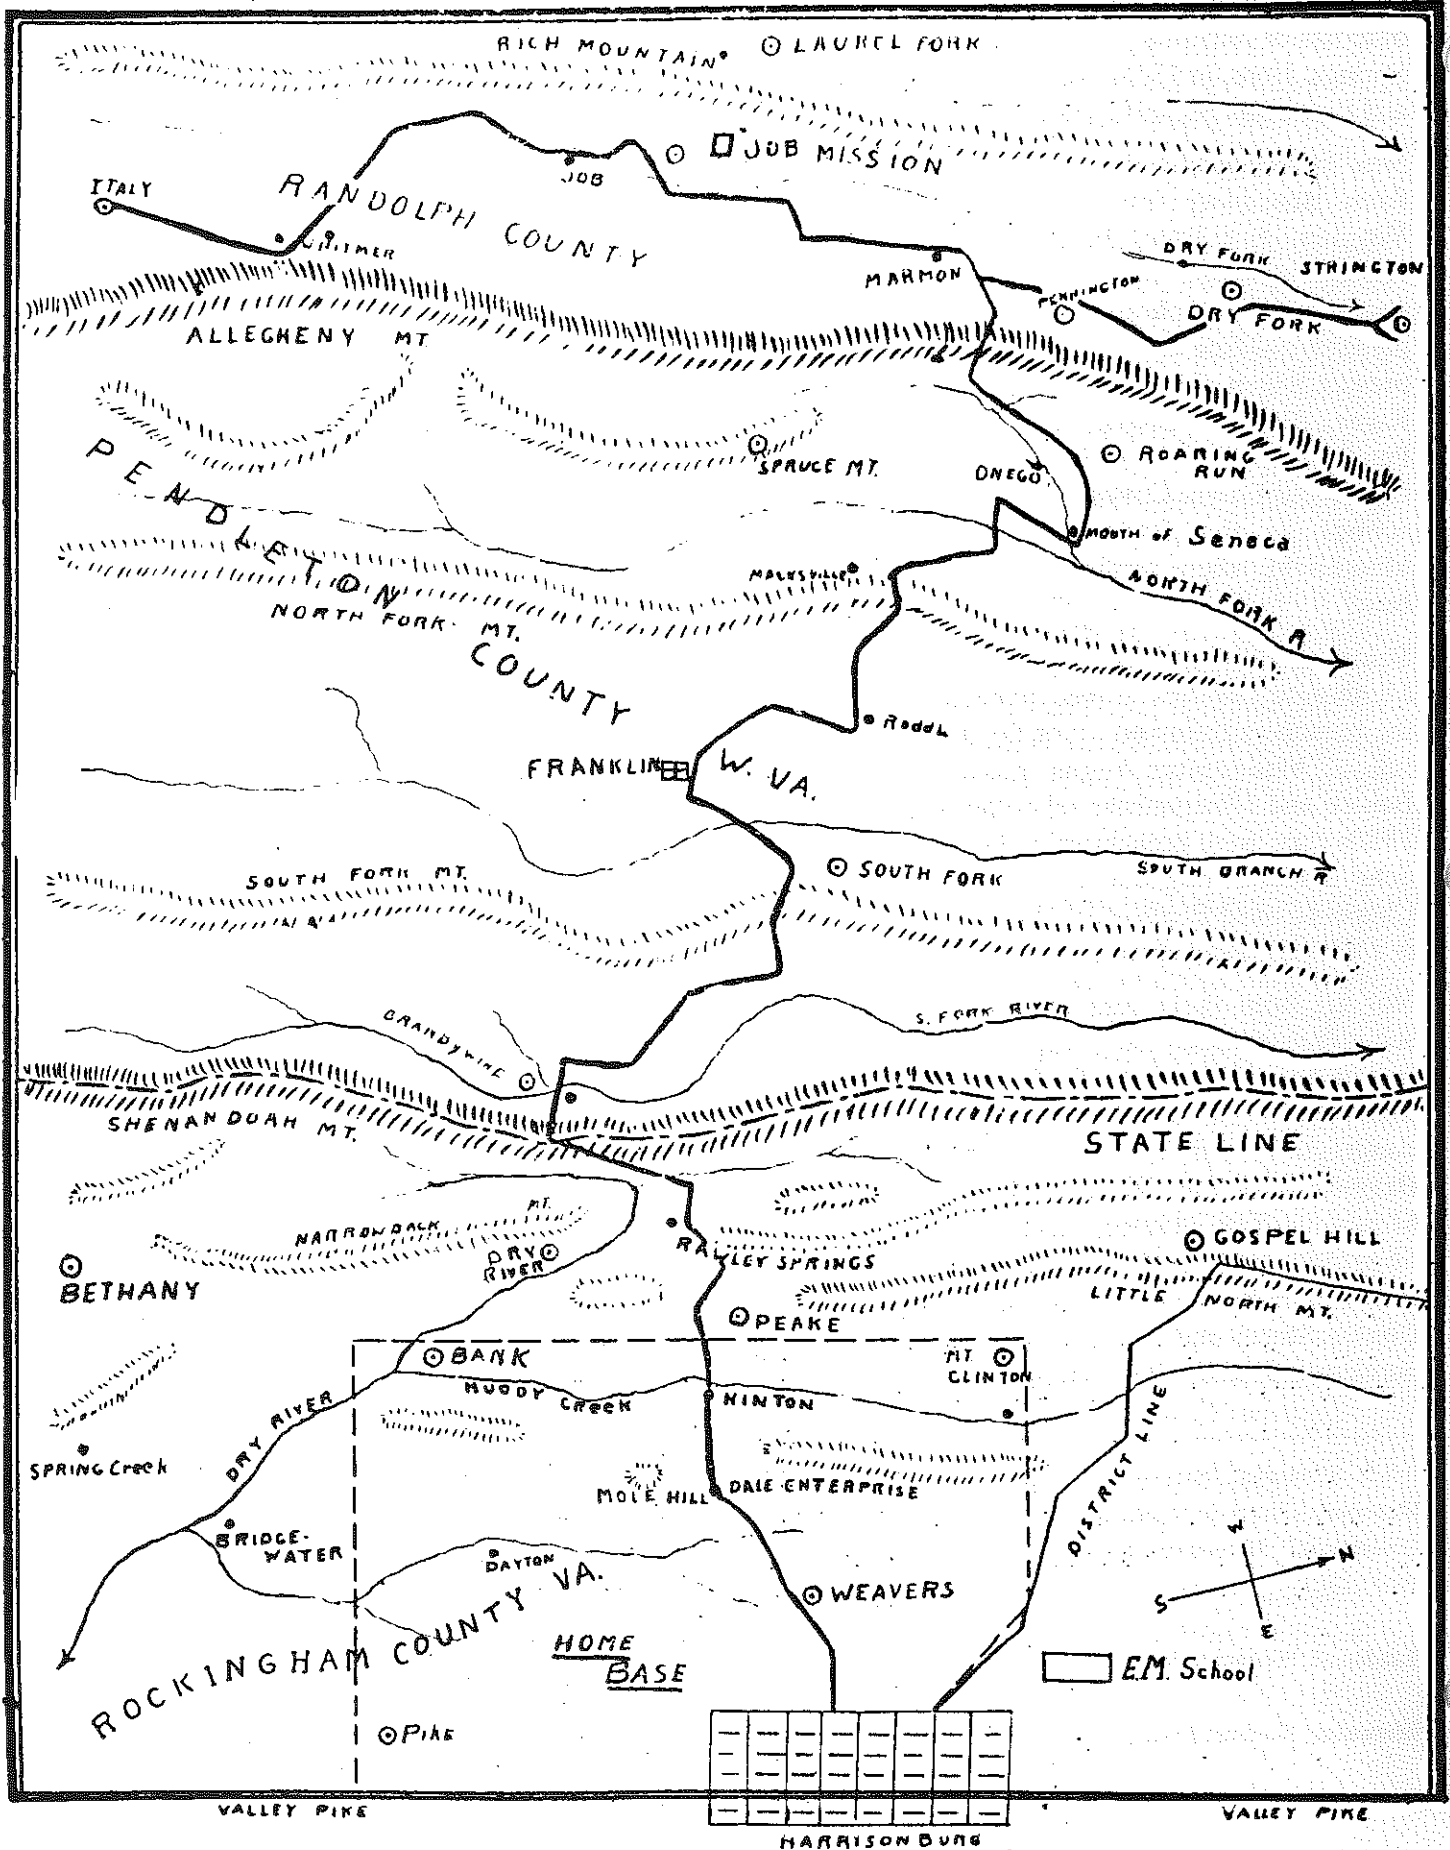 RICH MOUNTAIN
LAUREL FORK
JOB MISSION
JOB
ITALY
RANDOLPH COUNTY
WHITMER
MARMON
DRY FORK
STRINGTON
PENNINGTON
DRY FORK
ALLEGHENY MT
SPRUCE MT.
ONEGO
ROARING
RUN
PENDLETON
MOUTH of Seneca
MACKSVILLE
NORTH FORK R
NORTH FORK MT.
COUNTY
RODDL
FRANKLIN
W. VA.
SOUTH FORK MT.
SOUTH FORK
SOUTH BRANCH R
BRANDYWINE
S. FORK RIVER
SHENANDOAH MT.
STATE LINE
NARROWBACK
MT.
DRY
RIVER
RAWLEY SPRINGS
GOSPEL HILL
BETHANY
LITTLE NORTH MT.
PEAKE
BANK
MT.
CLINTON
MUDDY Creek
HINTON
DRY RIVER
DISTRICT LINE
SPRING Creek
MOLE HILL
DALE ENTERPRISE
BRIDGE-
WATER
DAYTON
W
N
S
E
WEAVERS
ROCKINGHAM COUNTY VA.
HOME
BASE
E.M. School
PIKE
VALLEY PIKE
VALLEY PIKE
HARRISONBURG